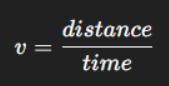 v = distance
time